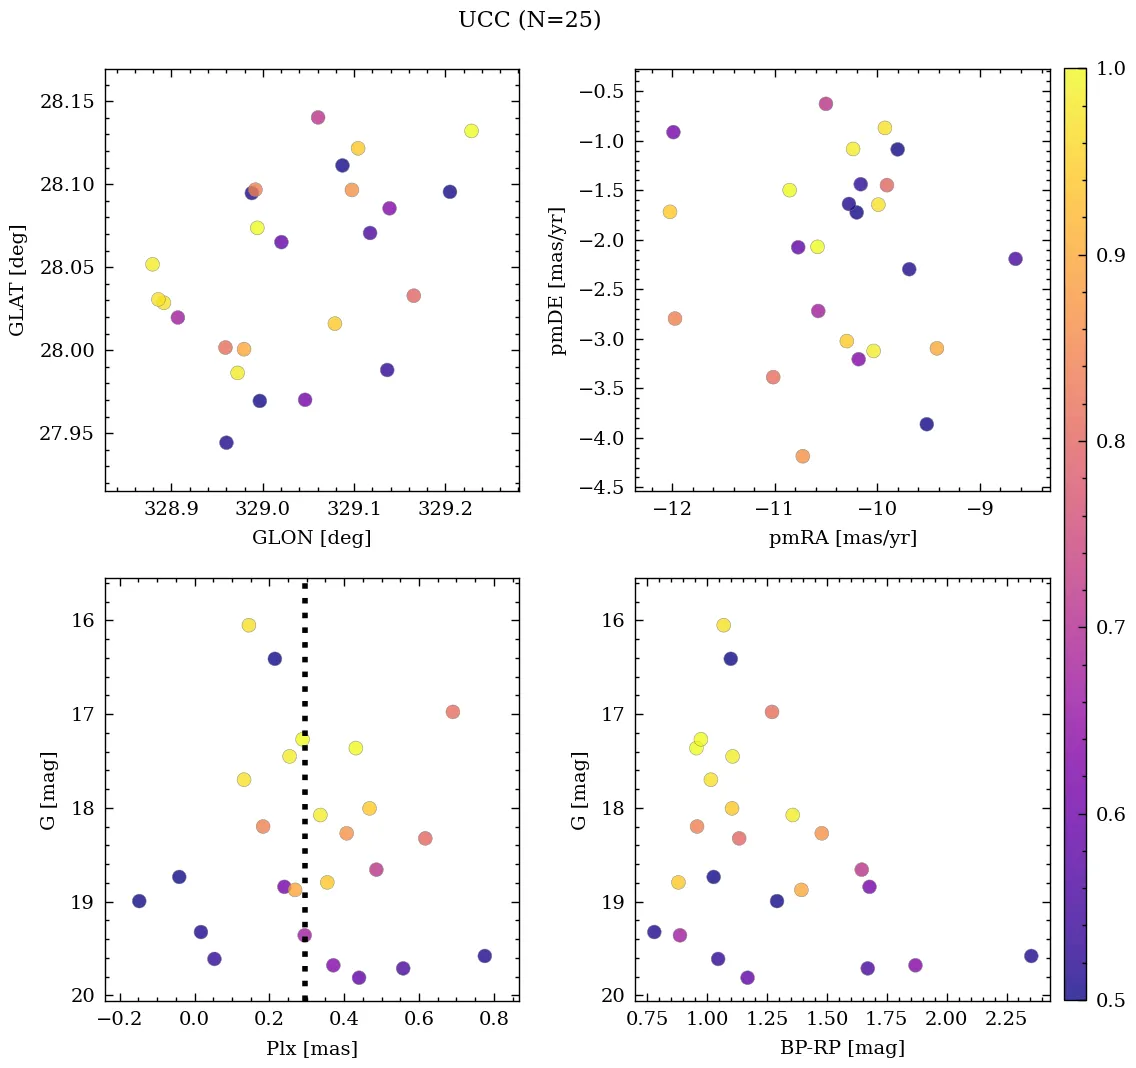 UCC (N=25)
28.15
28.10
28.05
28.00
27.95
GLAT [deg]
328.9 329.0 329.1 329.2
GLON [deg]
−0.5
−1.0
−1.5
−2.0
−2.5
−3.0
−3.5
−4.0
−4.5
pmDE [mas/yr]
−12 −11 −10 −9
pmRA [mas/yr]
16
17
18
19
20
G [mag]
−0.2 0.0 0.2 0.4 0.6 0.8
Plx [mas]
16
17
18
19
20
G [mag]
0.75 1.00 1.25 1.50 1.75 2.00 2.25
BP-RP [mag]
1.0
0.9
0.8
0.7
0.6
0.5